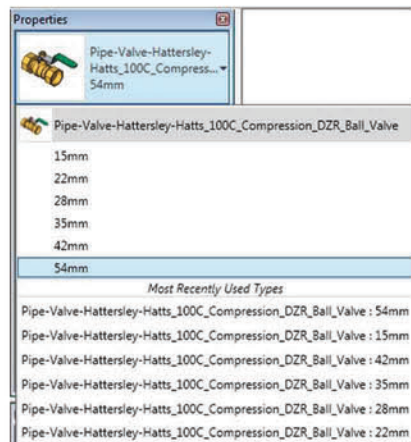 Properties
Pipe-Valve-Hattersley-
Hatts_100C_Compress...
54mm
Pipe-Valve-Hattersley-Hatts_100C_Compression_DZR_Ball_Valve
15mm
22mm
28mm
35mm
42mm
54mm
Most Recently Used Types
Pipe-Valve-Hattersley-Hatts_100C_Compression_DZR_Ball_Valve : 54mm
Pipe-Valve-Hattersley-Hatts_100C_Compression_DZR_Ball_Valve : 15mm
Pipe-Valve-Hattersley-Hatts_100C_Compression_DZR_Ball_Valve : 42mm
Pipe-Valve-Hattersley-Hatts_100C_Compression_DZR_Ball_Valve : 35mm
Pipe-Valve-Hattersley-Hatts_100C_Compression_DZR_Ball_Valve : 28mm
Pipe-Valve-Hattersley-Hatts_100C_Compression_DZR_Ball_Valve : 22mm